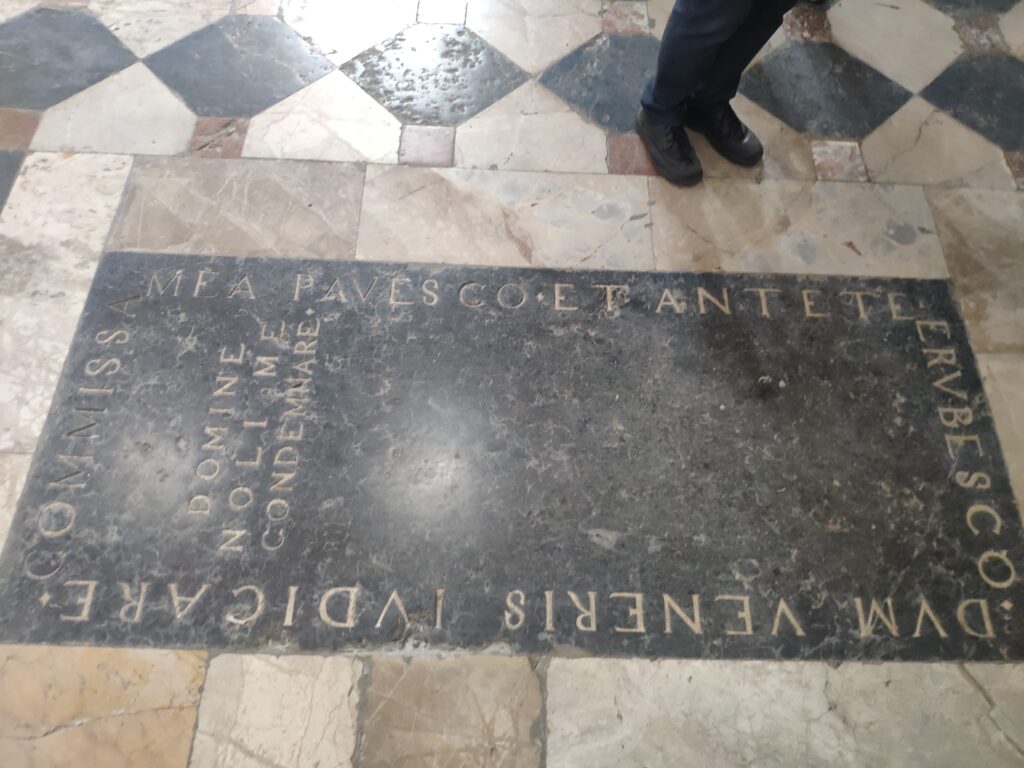 COMMISSA
MEA PAVESCO · ET ANTE TE
ERVBESCO ··
DVM VENERIS IVDICARE ·
DOMINE
NOLI ME
CONDEMNARE ·